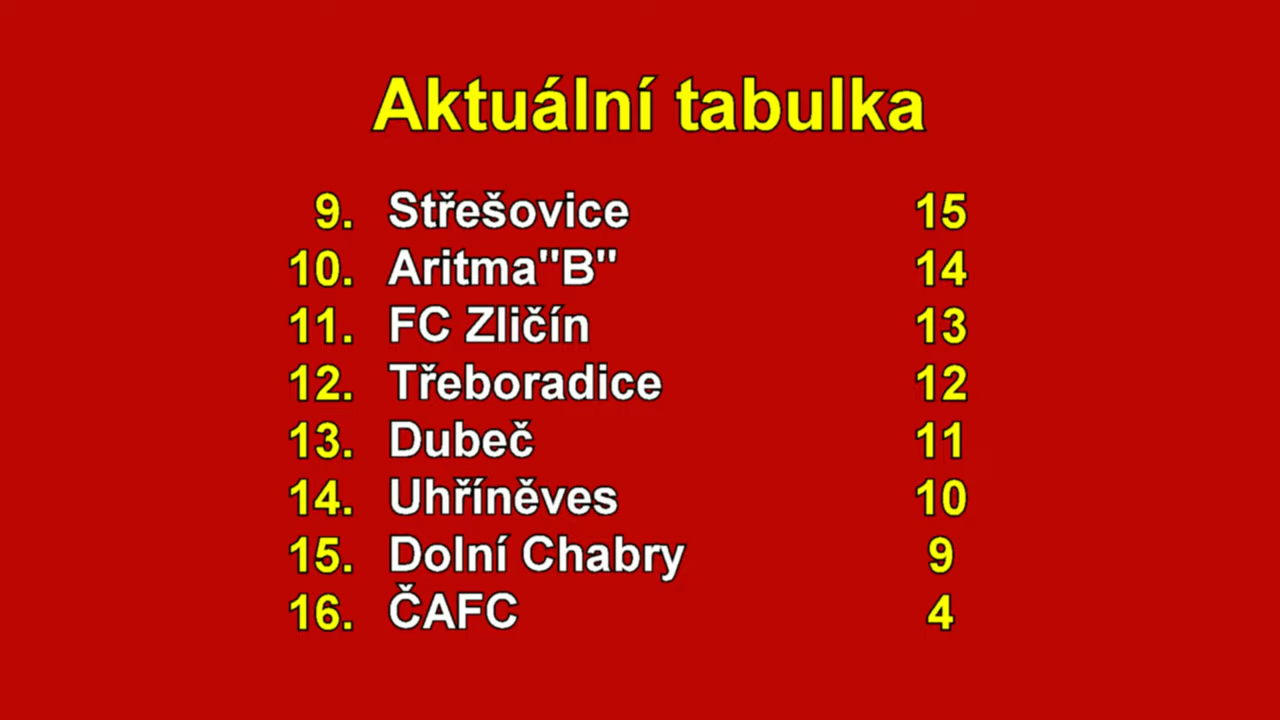 Aktuální tabulka
9. Střešovice 15
10. Aritma"B" 14
11. FC Zličín 13
12. Třeboradice 12
13. Dubeč 11
14. Uhříněves 10
15. Dolní Chabry 9
16. ČAFC 4